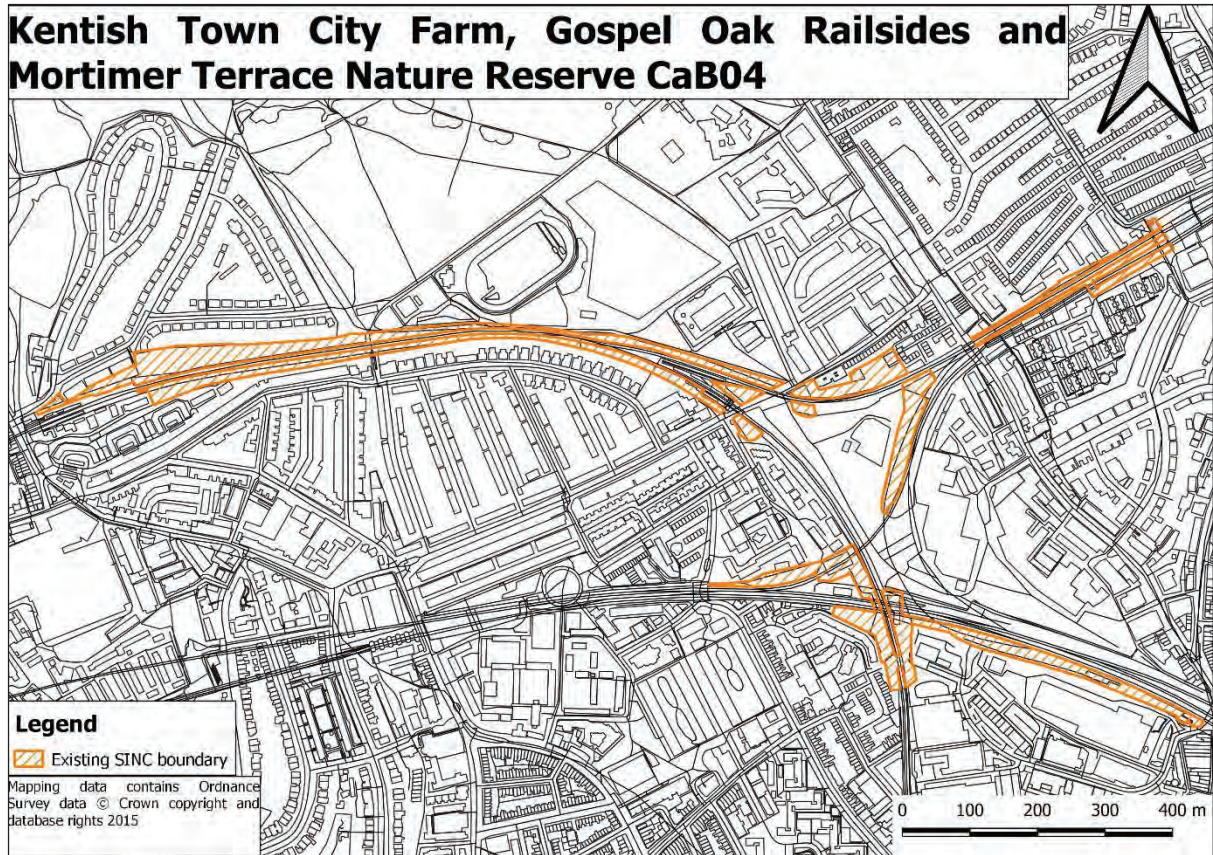 Kentish Town City Farm, Gospel Oak Railsides and
Mortimer Terrace Nature Reserve CaB04
Legend
Existing SINC boundary
Mapping data contains Ordnance
Survey data © Crown copyright and
database rights 2015
0 100 200 300 400 m